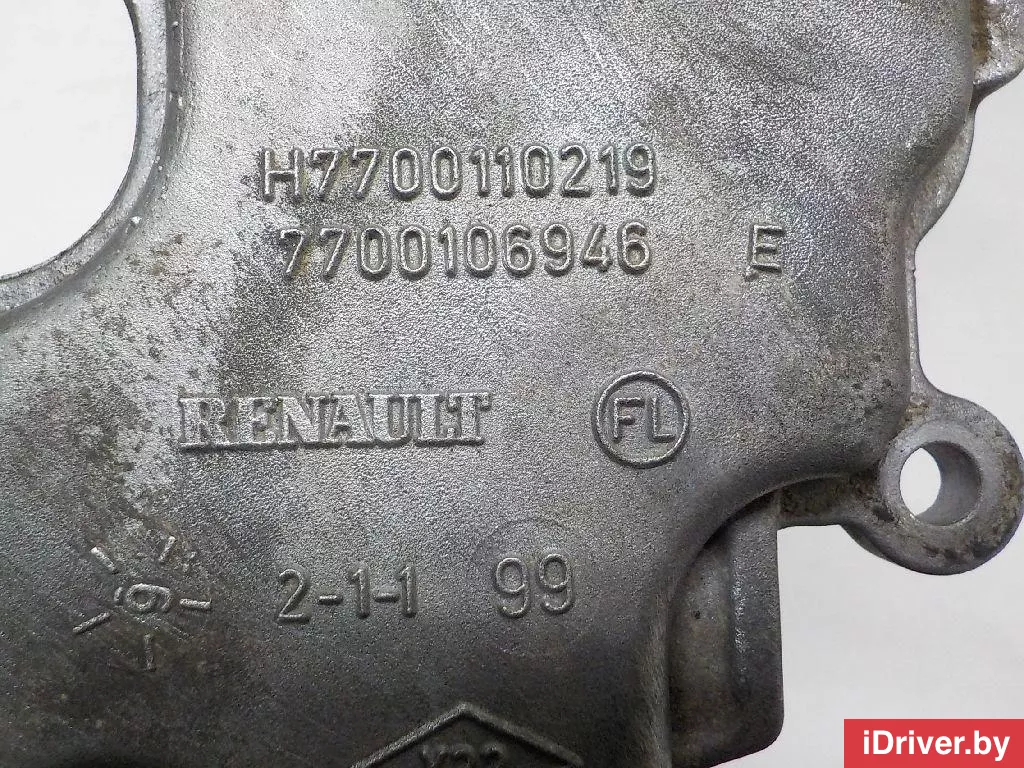 H7700110219
7700106946 E
RENAULT FL
2-1-1 99
iDriver.by